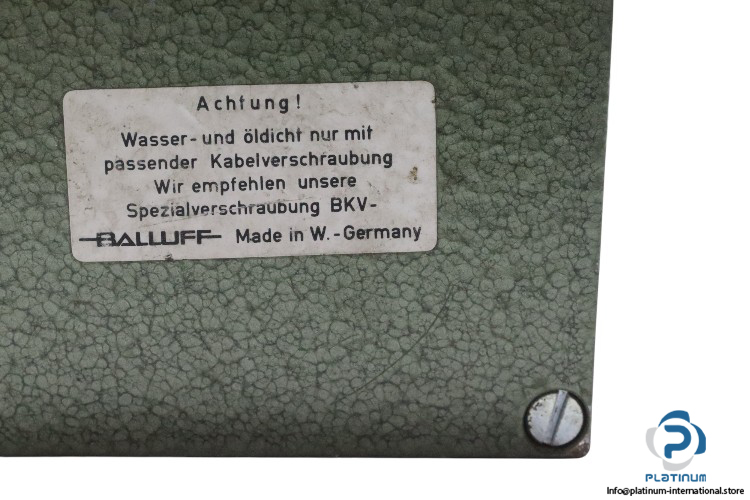 Achtung!
Wasser- und öldicht nur mit
passender Kabelverschraubung
Wir empfehlen unsere
Spezialverschraubung BKV-
BALLUFF Made in W.-Germany
PLATINUM
Info@platinum-international.store